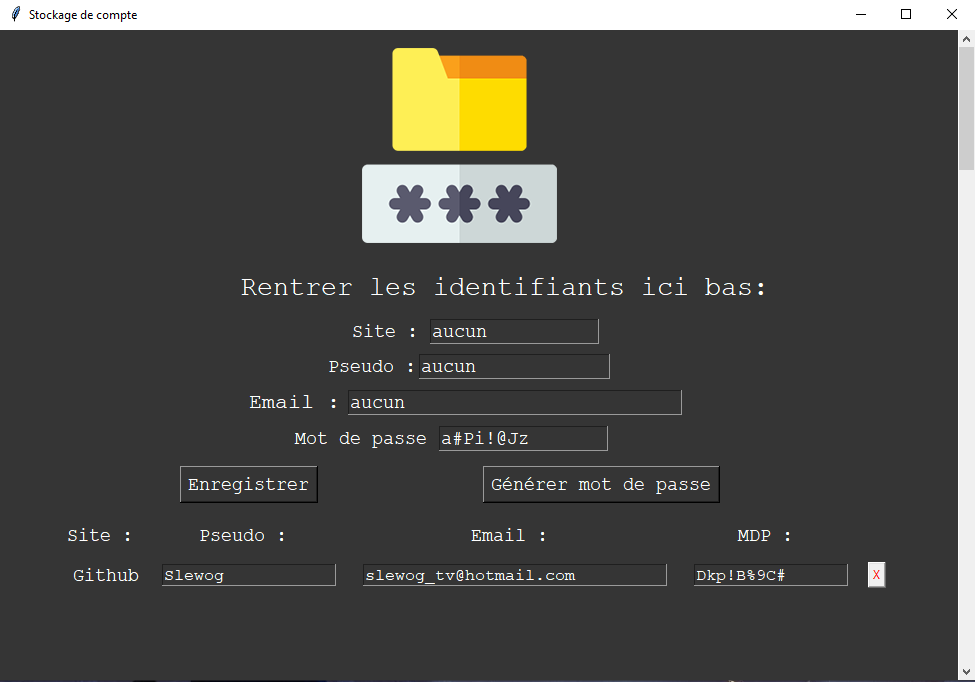 Stockage de compte
Rentrer les identifiants ici bas:
Site : aucun
Pseudo : aucun
Email : aucun
Mot de passe a#Pi!@Jz
Enregistrer Générer mot de passe
Site : Pseudo : Email : MDP :
Github Slewog slewog_tv@hotmail.com Dkp!B%9C# X